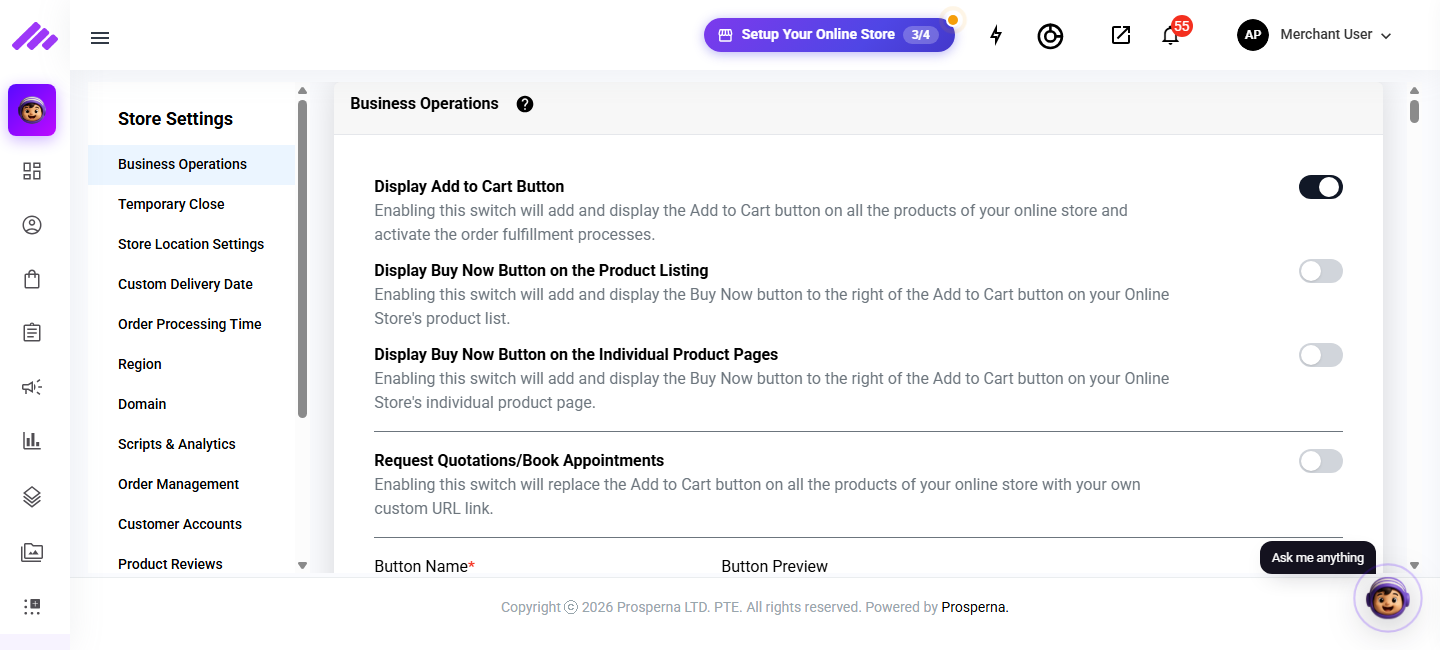 Setup Your Online Store 3/4
55
AP Merchant User
Store Settings
Business Operations
Temporary Close
Store Location Settings
Custom Delivery Date
Order Processing Time
Region
Domain
Scripts & Analytics
Order Management
Customer Accounts
Product Reviews
Business Operations ?
Display Add to Cart Button
Enabling this switch will add and display the Add to Cart button on all the products of your online store and
activate the order fulfillment processes.
Display Buy Now Button on the Product Listing
Enabling this switch will add and display the Buy Now button to the right of the Add to Cart button on your Online
Store's product list.
Display Buy Now Button on the Individual Product Pages
Enabling this switch will add and display the Buy Now button to the right of the Add to Cart button on your Online
Store's individual product page.
Request Quotations/Book Appointments
Enabling this switch will replace the Add to Cart button on all the products of your online store with your own
custom URL link.
Button Name* Button Preview
Ask me anything
Copyright © 2026 Prosperna LTD. PTE. All rights reserved. Powered by Prosperna.